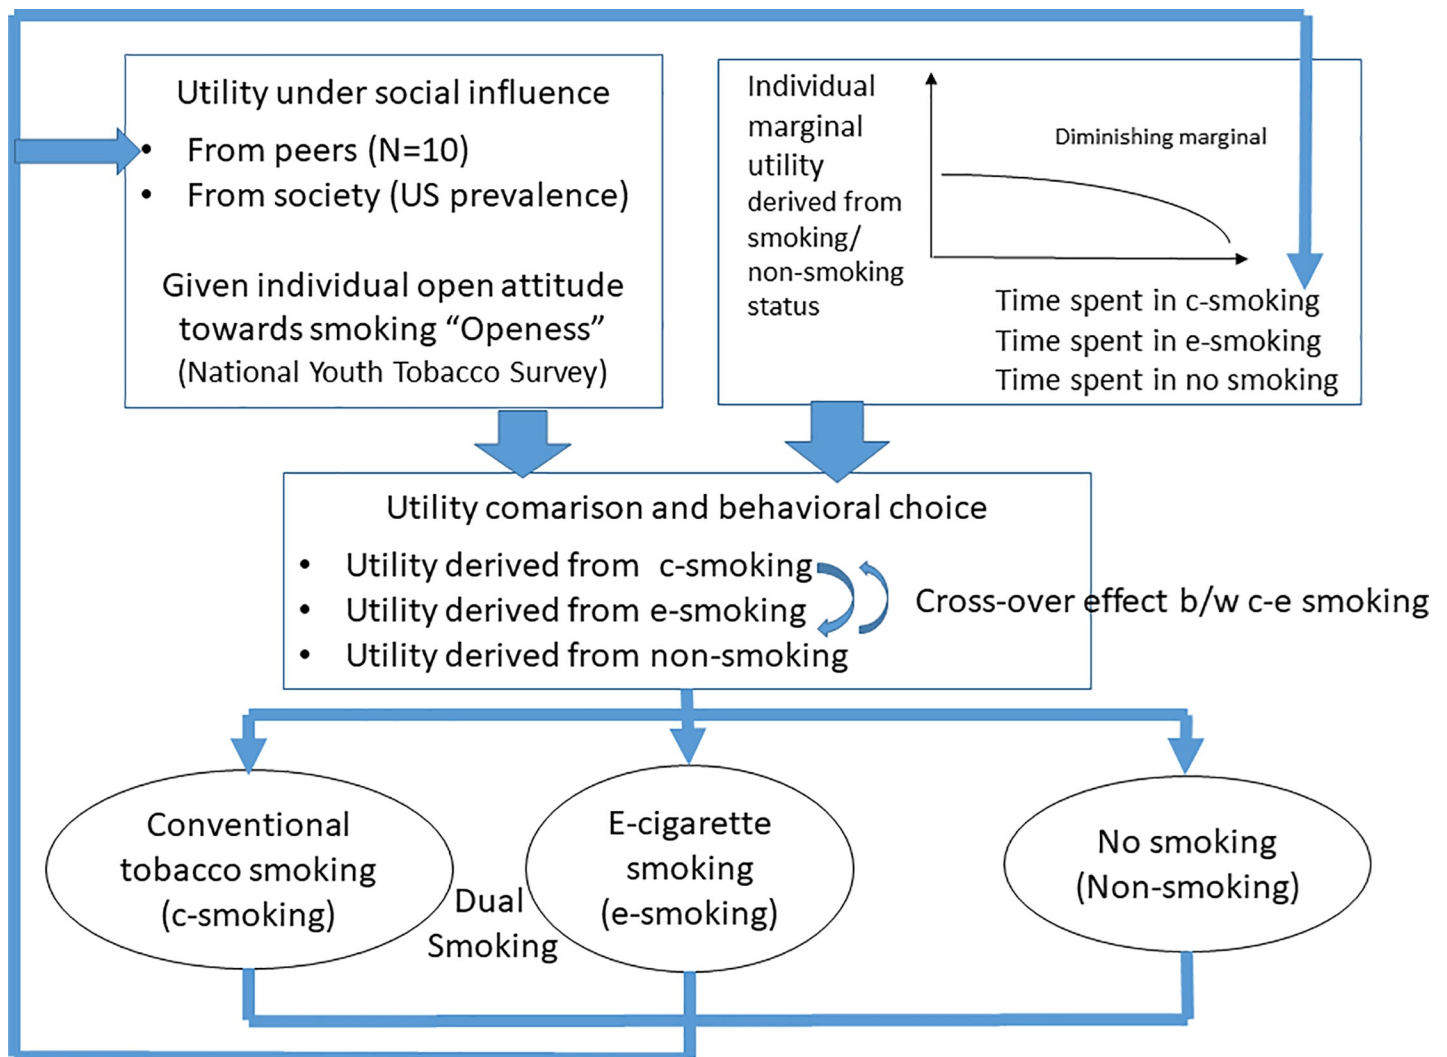 Utility under social influence
• From peers (N=10)
• From society (US prevalence)
Given individual open attitude
towards smoking “Openess”
(National Youth Tobacco Survey)
Individual
marginal
utility
derived from
smoking/
non-smoking
status
Diminishing marginal
Time spent in c-smoking
Time spent in e-smoking
Time spent in no smoking
Utility comarison and behavioral choice
• Utility derived from c-smoking
• Utility derived from e-smoking
• Utility derived from non-smoking
Cross-over effect b/w c-e smoking
Conventional
tobacco smoking
(c-smoking)
Dual
Smoking
E-cigarette
smoking
(e-smoking)
No smoking
(Non-smoking)